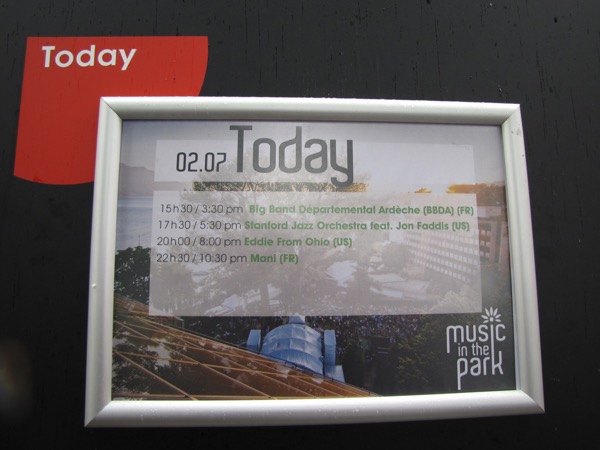 Today
02.07 Today
15h30 / 3:30 pm Big Band Départemental Ardèche (BBDA) (FR)
17h30 / 5:30 pm Stanford Jazz Orchestra feat. Jon Faddis (US)
20h00 / 8:00 pm Eddie From Ohio (US)
22h30 / 10:30 pm Mani (FR)
music
in the
park